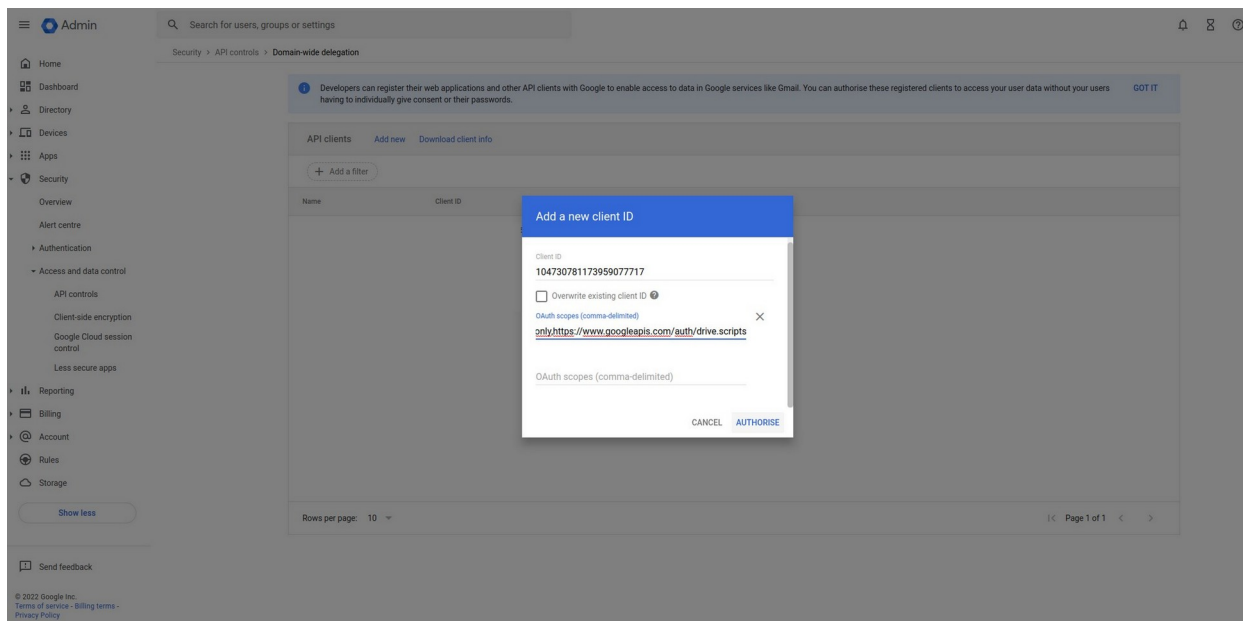 Admin
Search for users, groups or settings
Security > API controls > Domain-wide delegation
Home
Dashboard
Directory
Devices
Apps
Security
Overview
Alert centre
Authentication
Access and data control
API controls
Client-side encryption
Google Cloud session
control
Less secure apps
Reporting
Billing
Account
Rules
Storage
Show less
Send feedback
© 2022 Google Inc.
Terms of service - Billing terms -
Privacy Policy
Developers can register their web applications and other API clients with Google to enable access to data in Google services like Gmail. You can authorise these registered clients to access your user data without your users
having to individually give consent or their passwords.
GOT IT
API clients Add new Download client info
+ Add a filter
Name Client ID
Add a new client ID
Client ID
104730781173959077717
Overwrite existing client ID
OAuth scopes (comma-delimited)
only,https://www.googleapis.com/auth/drive.scripts
OAuth scopes (comma-delimited)
CANCEL AUTHORISE
Rows per page: 10
Page 1 of 1